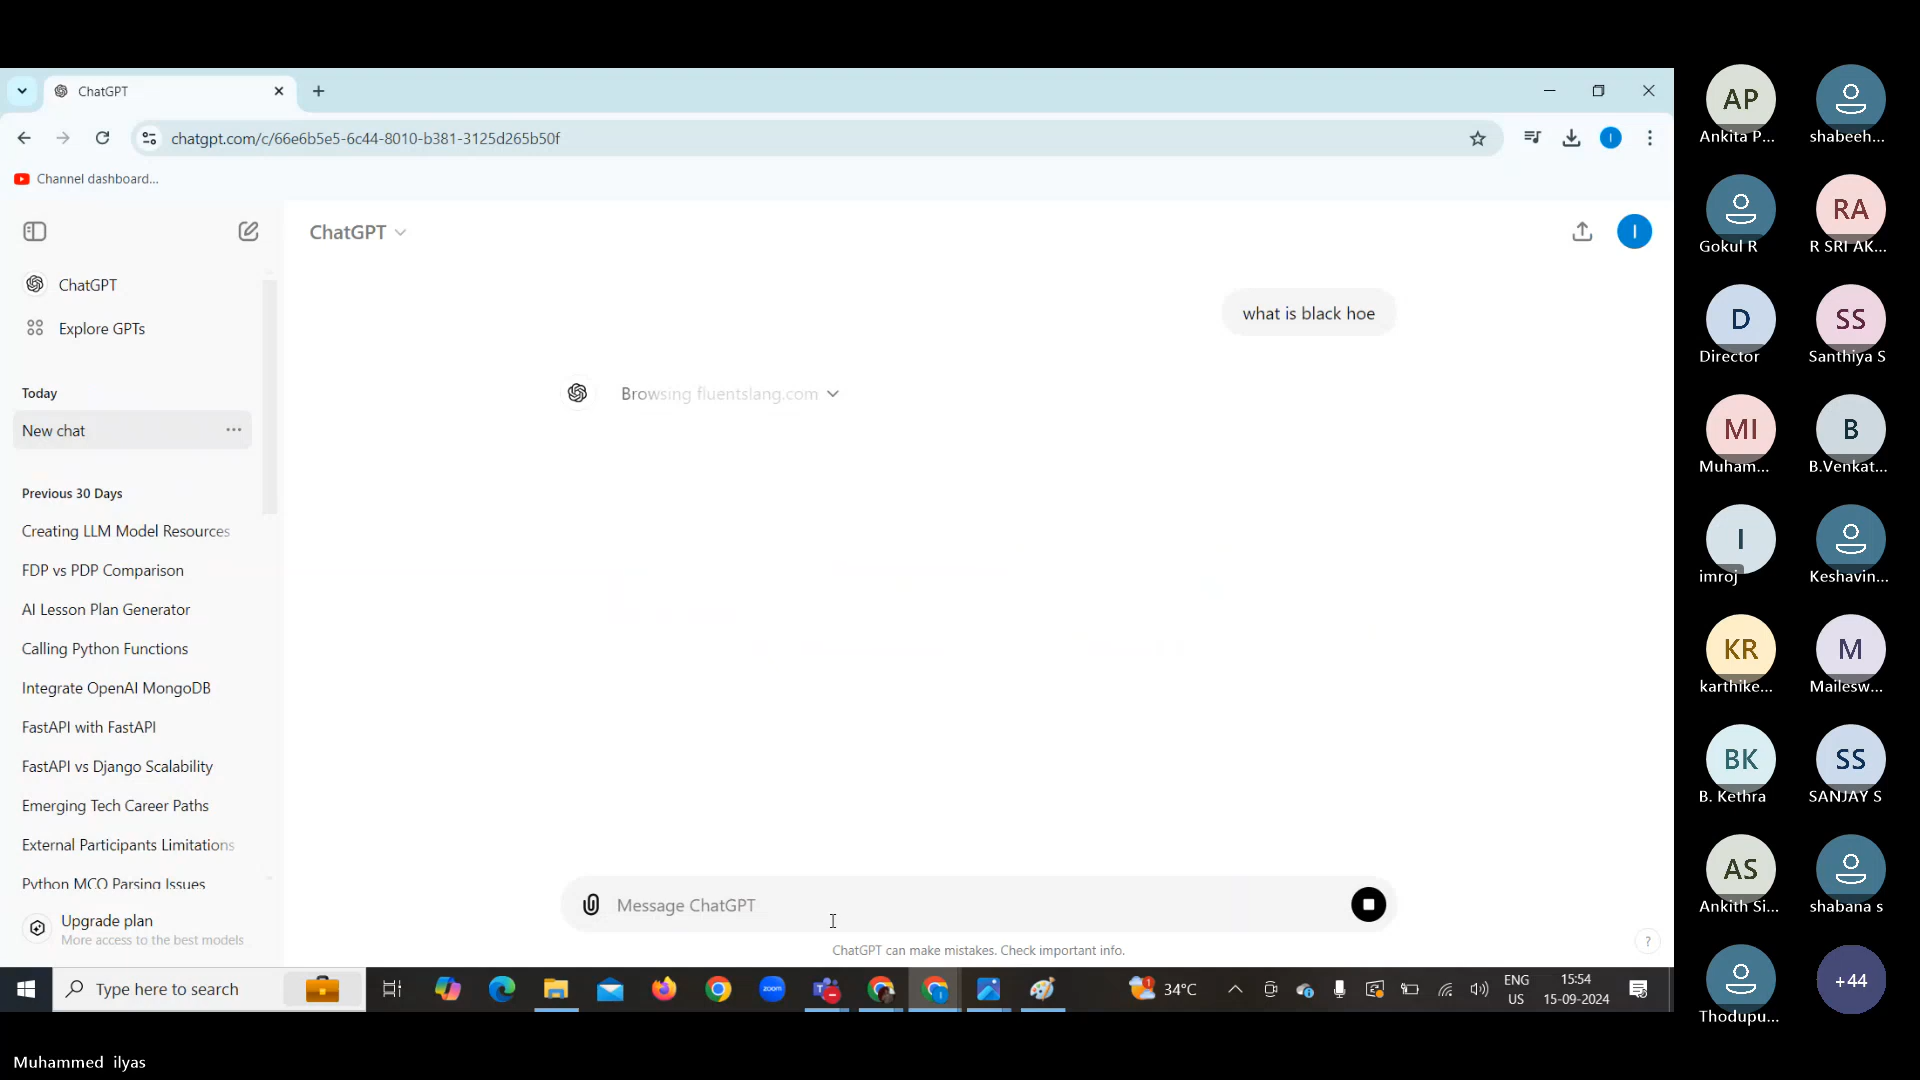 ChatGPT
chatgpt.com/c/66e6b5e5-6c44-8010-b381-3125d265b50f
Channel dashboard...
ChatGPT
Explore GPTs
Today
New chat
Previous 30 Days
Creating LLM Model Resources
FDP vs PDP Comparison
AI Lesson Plan Generator
Calling Python Functions
Integrate OpenAI MongoDB
FastAPI with FastAPI
FastAPI vs Django Scalability
Emerging Tech Career Paths
External Participants Limitations
Python MCQ Parsing Issues
Upgrade plan
More access to the best models
ChatGPT
I
what is black hoe
Browsing fluentslang.com
Message ChatGPT
ChatGPT can make mistakes. Check important info.
?
Type here to search
zoom
1
34°C
ENG
US
15:54
15-09-2024
AP
Ankita P...
shabeeh...
Gokul R
RA
R SRI AK...
D
Director
SS
Santhiya S
MI
Muham...
B
B.Venkat...
I
imroj
Keshavin...
KR
karthike...
M
Mailesw...
BK
B. Kethra
SS
SANJAY S
AS
Ankith Si...
shabana s
Thodupu...
+44
Muhammed ilyas